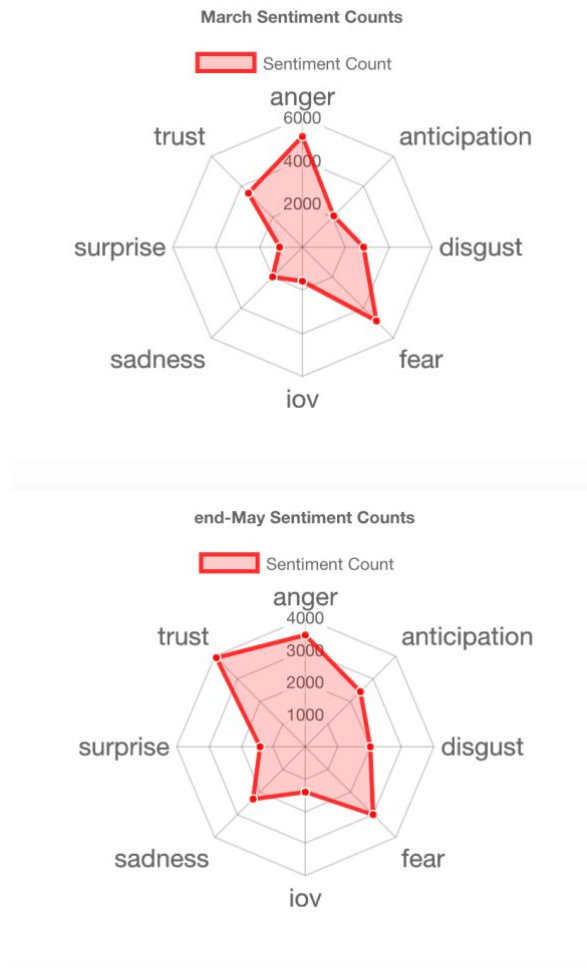 March Sentiment Counts
Sentiment Count
anger
6000
trust
anticipation
4000
2000
surprise
disgust
sadness
fear
iov
end-May Sentiment Counts
Sentiment Count
anger
4000
trust
anticipation
3000
2000
1000
surprise
disgust
sadness
fear
iov